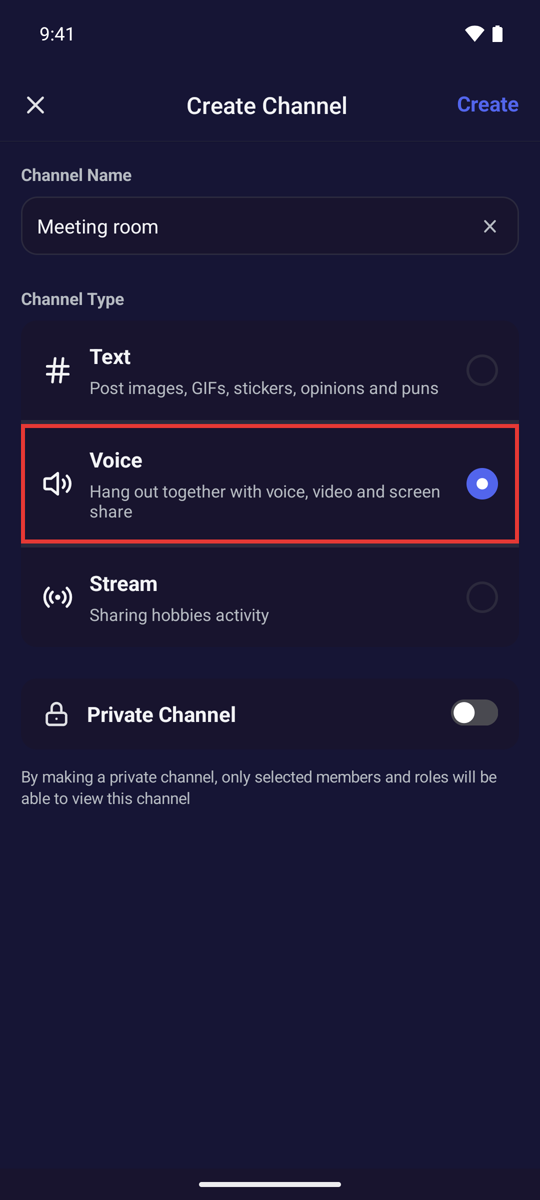 9:41
Create Channel
Create
Channel Name
Meeting room
Channel Type
Text
Post images, GIFs, stickers, opinions and puns
Voice
Hang out together with voice, video and screen
share
Stream
Sharing hobbies activity
Private Channel
By making a private channel, only selected members and roles will be
able to view this channel